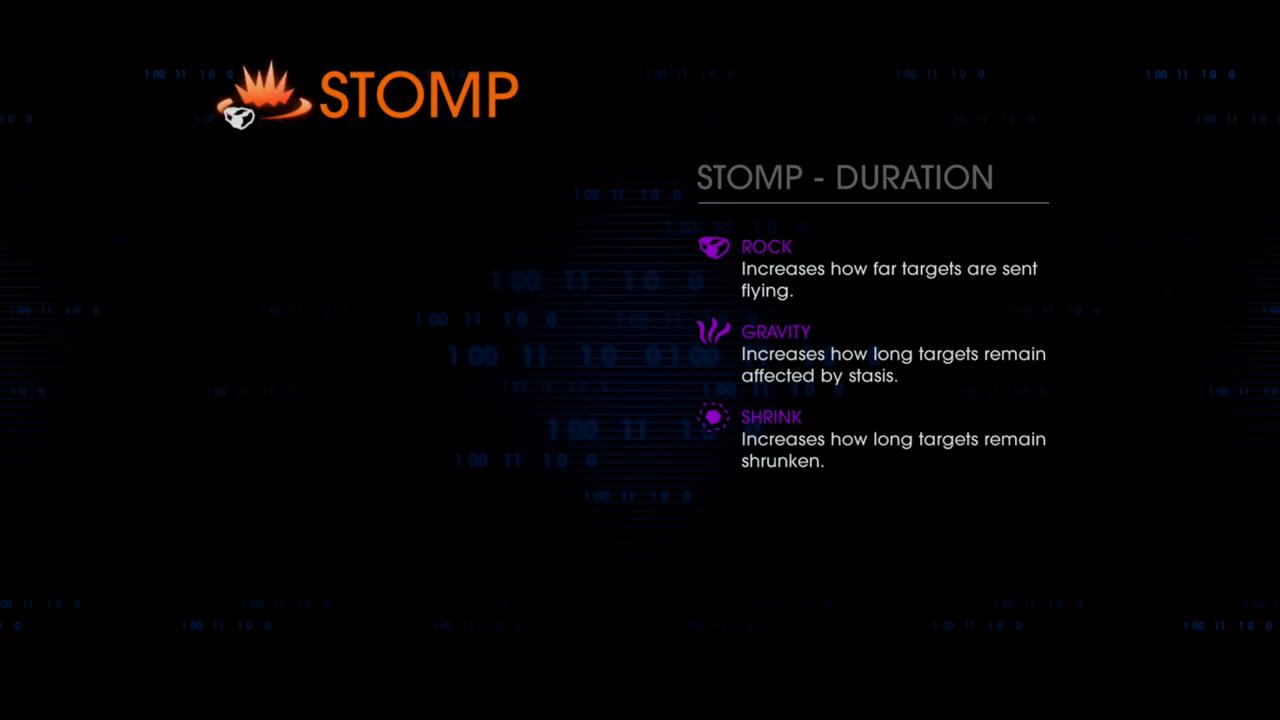 STOMP
STOMP - DURATION
ROCK
Increases how far targets are sent
flying.
GRAVITY
Increases how long targets remain
affected by stasis.
SHRINK
Increases how long targets remain
shrunken.